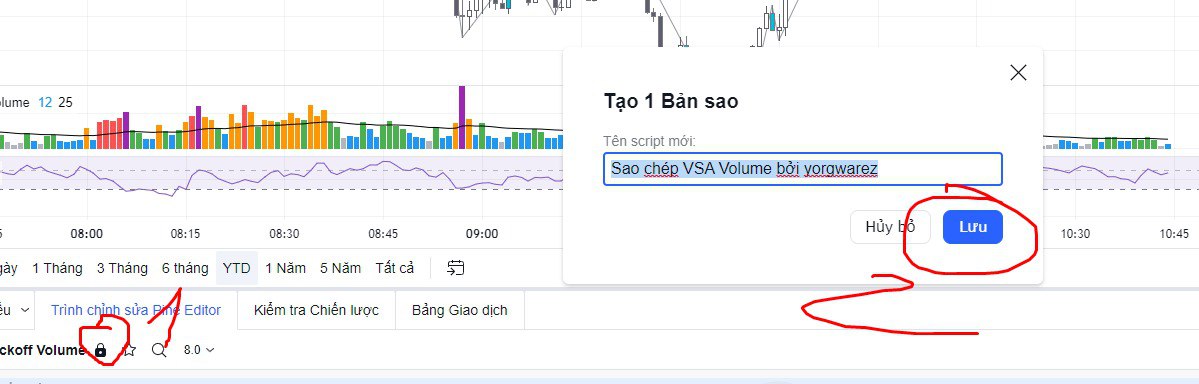 olume 12 25
Tạo 1 Bản sao
Tên script mới:
Sao chép VSA Volume bởi yorgwarez
Hủy bỏ Lưu
08:00 08:15 08:30 08:45 09:00 10:30 10:45
1 Tháng 3 Tháng 6 tháng YTD 1 Năm 5 Năm Tất cả
Trình chỉnh sửa Pine Editor Kiểm tra Chiến lược Bảng Giao dịch
ckoff Volume 8.0